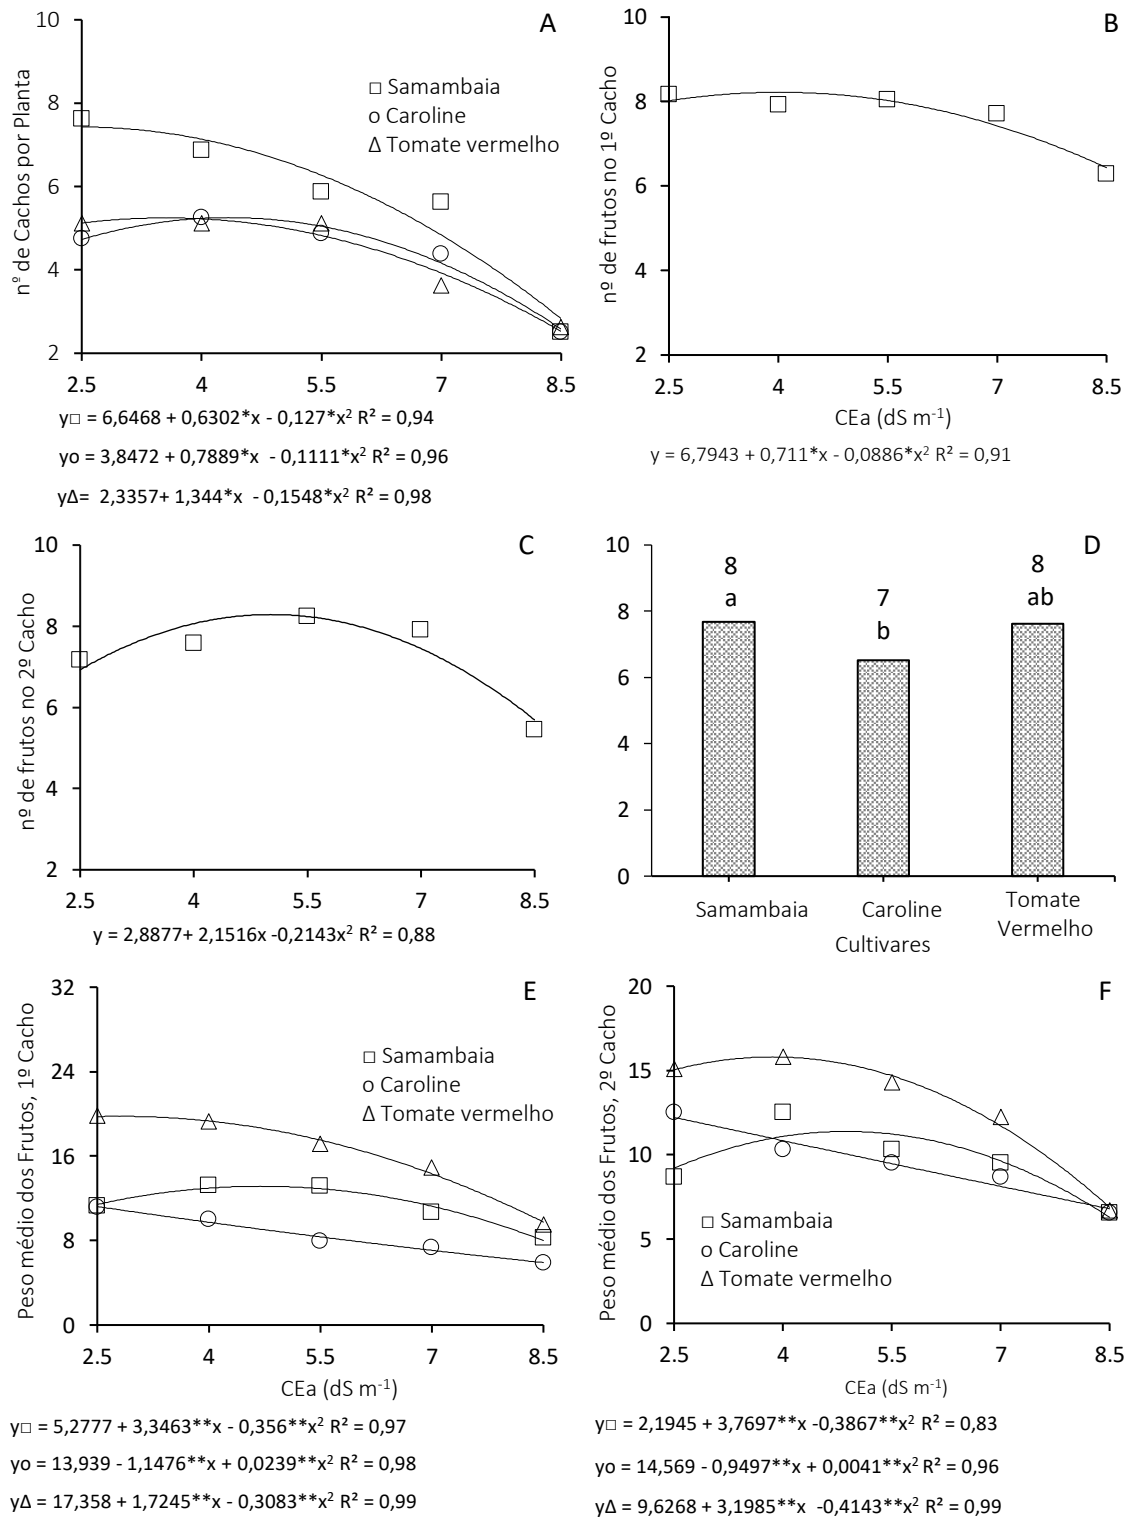 A
10
8
6
4
2
nº de Cachos por Planta
□ Samambaia
o Caroline
Δ Tomate vermelho
2.5 4 5.5 7 8.5
y□ = 6,6468 + 0,6302*x - 0,127*x² R² = 0,94
yo = 3,8472 + 0,7889*x - 0,1111*x² R² = 0,96
yΔ= 2,3357+ 1,344*x - 0,1548*x² R² = 0,98
B
10
8
6
4
2
nº de frutos no 1º Cacho
2.5 4 5.5 7 8.5
CEa (dS m⁻¹)
y = 6,7943 + 0,711*x - 0,0886*x² R² = 0,91
C
10
8
6
4
2
nº de frutos no 2º Cacho
2.5 4 5.5 7 8.5
y = 2,8877+ 2,1516x -0,2143x² R² = 0,88
D
10
8
6
4
2
0
8 7 8
a b ab
Samambaia Caroline Tomate Vermelho
Cultivares
E
32
24
16
8
0
Peso médio dos Frutos, 1º Cacho
□ Samambaia
o Caroline
Δ Tomate vermelho
2.5 4 5.5 7 8.5
CEa (dS m⁻¹)
y□ = 5,2777 + 3,3463**x - 0,356**x² R² = 0,97
yo = 13,939 - 1,1476**x + 0,0239**x² R² = 0,98
yΔ = 17,358 + 1,7245**x - 0,3083**x² R² = 0,99
F
20
15
10
5
0
Peso médio dos Frutos, 2º Cacho
□ Samambaia
o Caroline
Δ Tomate vermelho
2.5 4 5.5 7 8.5
CEa (dS m⁻¹)
y□ = 2,1945 + 3,7697**x -0,3867**x² R² = 0,83
yo = 14,569 - 0,9497**x + 0,0041**x² R² = 0,96
yΔ = 9,6268 + 3,1985**x -0,4143**x² R² = 0,99